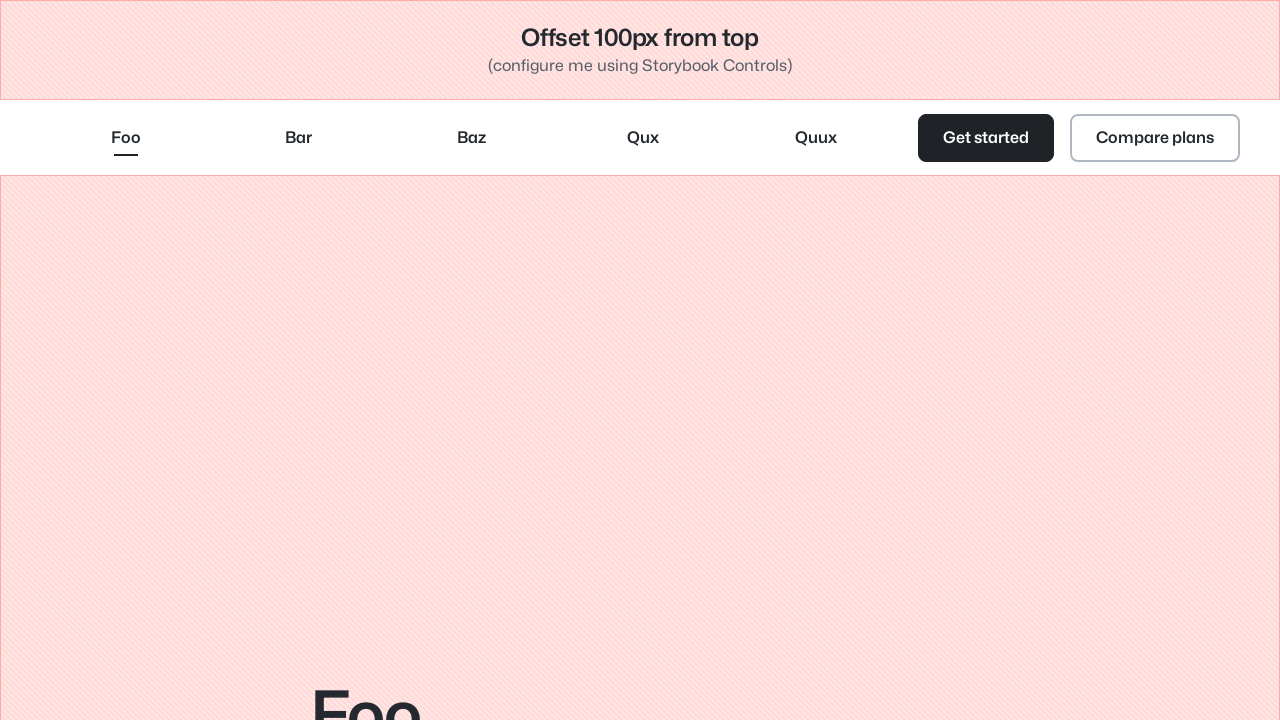 Offset 100px from top
(configure me using Storybook Controls)
Foo Bar Baz Qux Quux Get started Compare plans
Foo